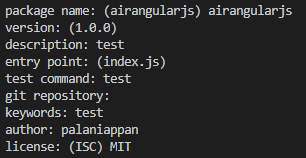 package name: (airangularjs) airangularjs
version: (1.0.0)
description: test
entry point: (index.js)
test command: test
git repository:
keywords: test
author: palaniappan
license: (ISC) MIT